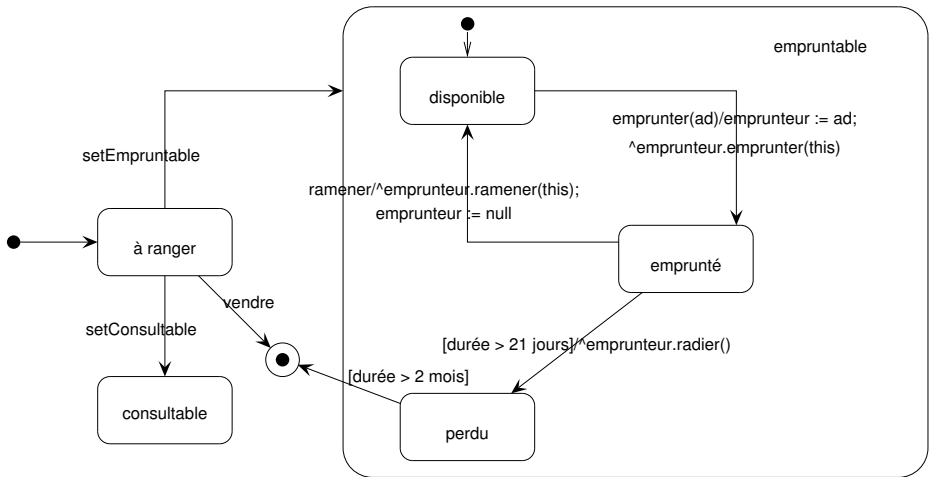 empruntable
disponible
emprunter(ad)/emprunteur := ad;
^emprunteur.emprunter(this)
setEmpruntable
ramener/^emprunteur.ramener(this);
emprunteur := null
à ranger
emprunté
vendre
setConsultable
[durée > 21 jours]/^emprunteur.radier()
[durée > 2 mois]
consultable
perdu